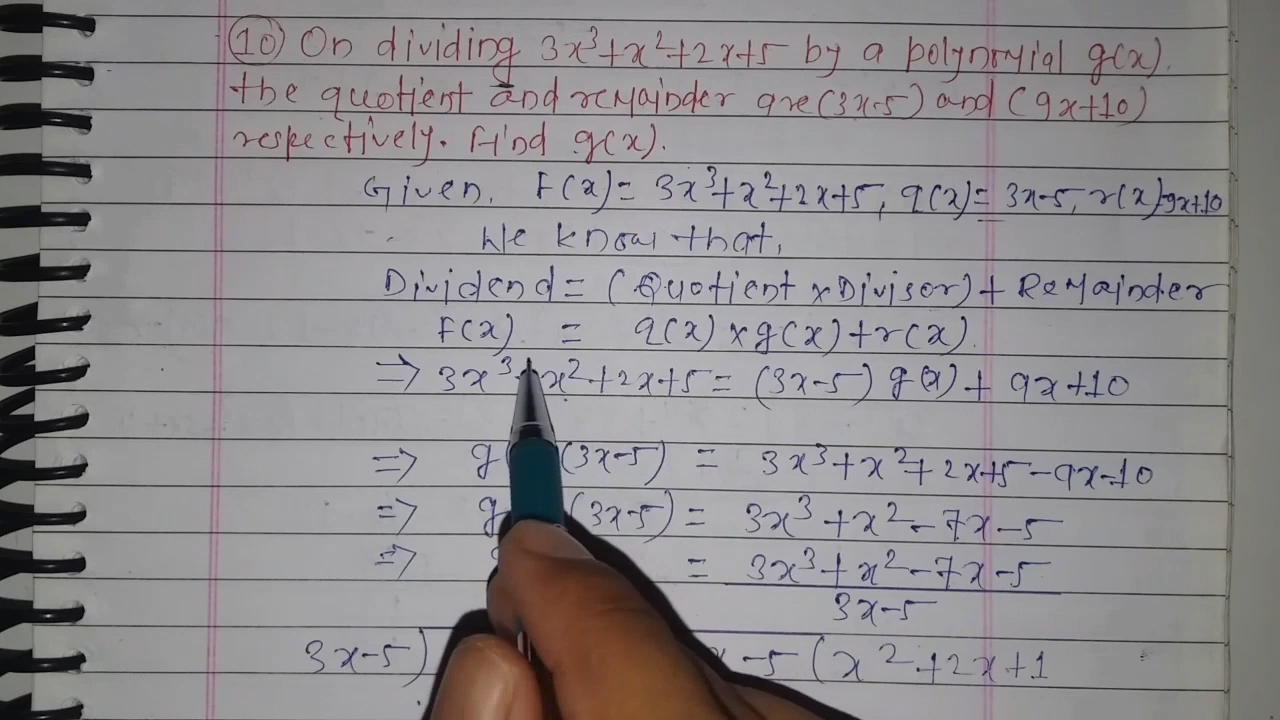 (10) On dividing 3x³+x²+2x+5 by a polynomial g(x).
the quotient and remainder are (3x-5) and (9x+10)
respectively. Find g(x).
Given, F(x)= 3x³+x²+2x+5, q(x)= 3x-5, r(x)=9x+10
We know that,
Dividend = (Quotient × Divisor) + Remainder
F(x) = q(x) × g(x) + r(x).
=> 3x³ x²+2x+5 = (3x-5) g(x) + 9x+10
=> g( (3x-5) = 3x³+x²+2x+5-9x-10
=> g (3x-5) = 3x³+x²-7x-5
=> = 3x³+x²-7x-5
3x-5
3x-5) x-5 (x²+2x+1